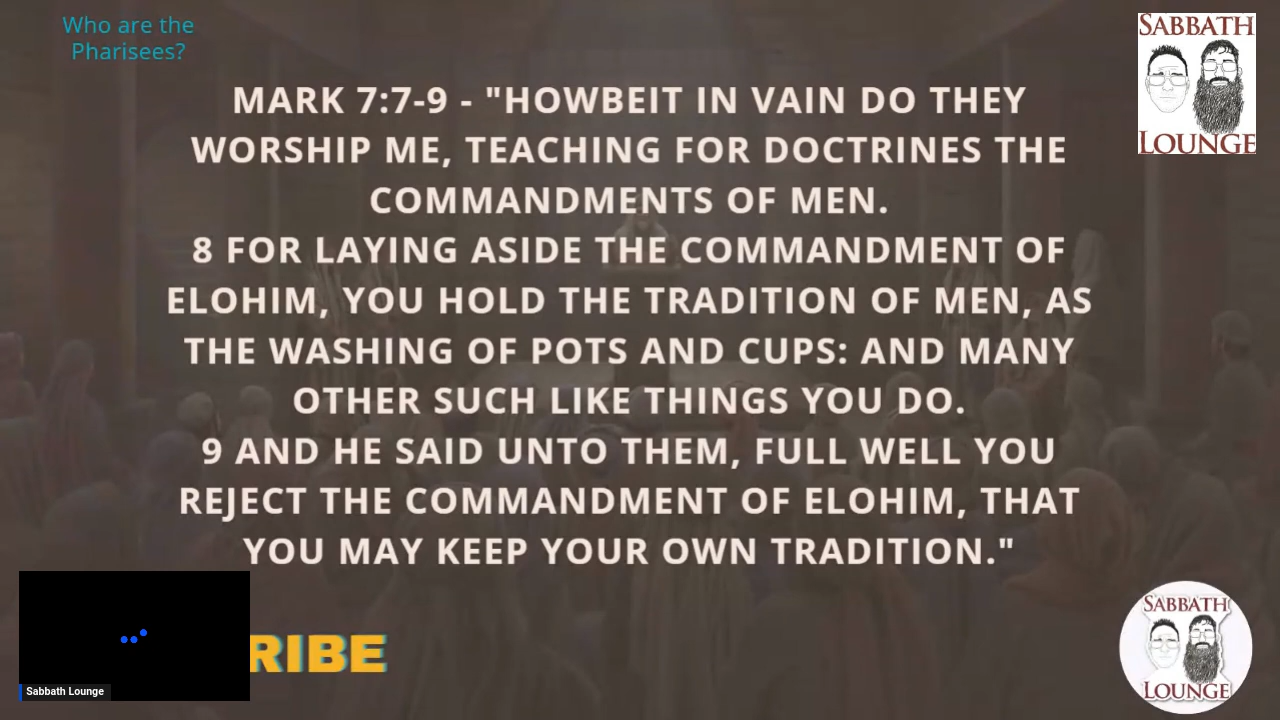 Who are the
Pharisees?
SABBATH
LOUNGE
MARK 7:7-9 - "HOWBEIT IN VAIN DO THEY
WORSHIP ME, TEACHING FOR DOCTRINES THE
COMMANDMENTS OF MEN.
8 FOR LAYING ASIDE THE COMMANDMENT OF
ELOHIM, YOU HOLD THE TRADITION OF MEN, AS
THE WASHING OF POTS AND CUPS: AND MANY
OTHER SUCH LIKE THINGS YOU DO.
9 AND HE SAID UNTO THEM, FULL WELL YOU
REJECT THE COMMANDMENT OF ELOHIM, THAT
YOU MAY KEEP YOUR OWN TRADITION."
RIBE
Sabbath Lounge
SABBATH
LOUNGE